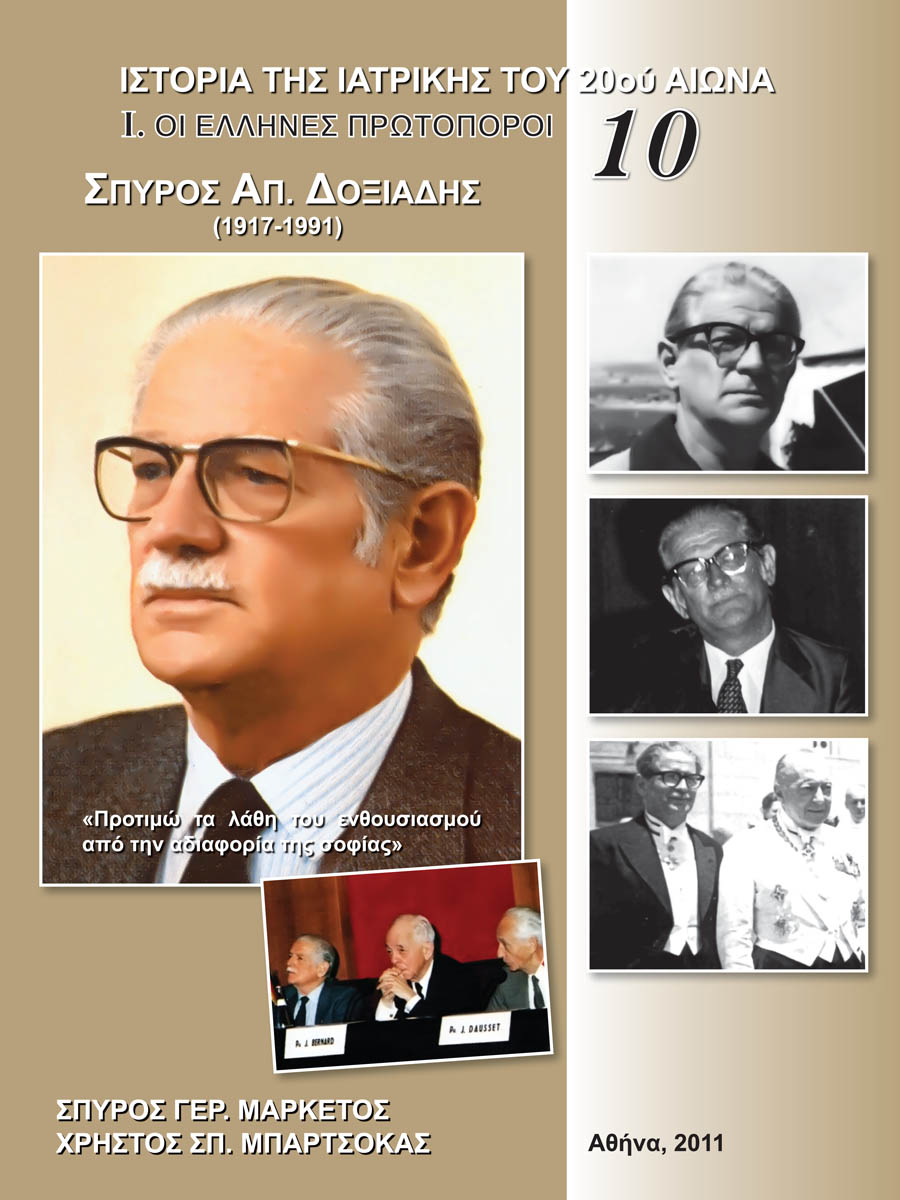 ΙΣΤΟΡΙΑ ΤΗΣ ΙΑΤΡΙΚΗΣ ΤΟΥ 20ού ΑΙΩΝΑ
Ι. ΟΙ ΕΛΛΗΝΕΣ ΠΡΩΤΟΠΟΡΟΙ
10
ΣΠΥΡΟΣ ΑΠ. ΔΟΞΙΑΔΗΣ
(1917-1991)
«Προτιμώ τα λάθη του ενθουσιασμού
από την αδιαφορία της σοφίας»
Pr. J. BERNARD
Pr. J. DAUSSET
ΣΠΥΡΟΣ ΓΕΡ. ΜΑΡΚΕΤΟΣ
ΧΡΗΣΤΟΣ ΣΠ. ΜΠΑΡΤΣΟΚΑΣ
Αθήνα, 2011